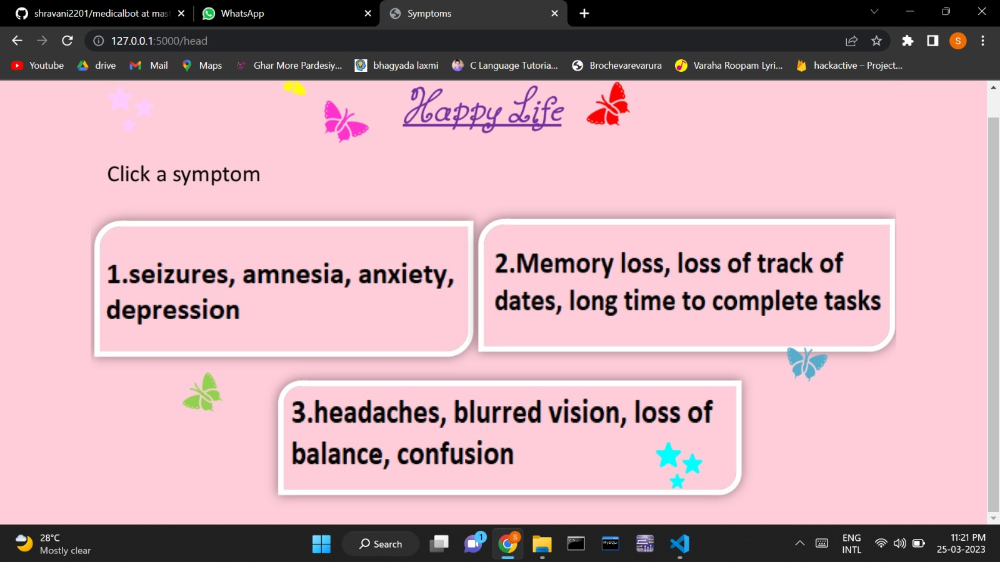 shravani2201/medicalbot at mast
WhatsApp
Symptoms
127.0.0.1:5000/head
S
Youtube
drive
Mail
Maps
Ghar More Pardesiy...
bhagyada laxmi
C Language Tutoria...
Brochevarevarura
Varaha Roopam Lyri...
hackactive – Project...
Happy Life
Click a symptom
1.seizures, amnesia, anxiety,
depression
2.Memory loss, loss of track of
dates, long time to complete tasks
3.headaches, blurred vision, loss of
balance, confusion
28°C
Mostly clear
Search
1
S
MySQL
ENG
INTL
11:21 PM
25-03-2023